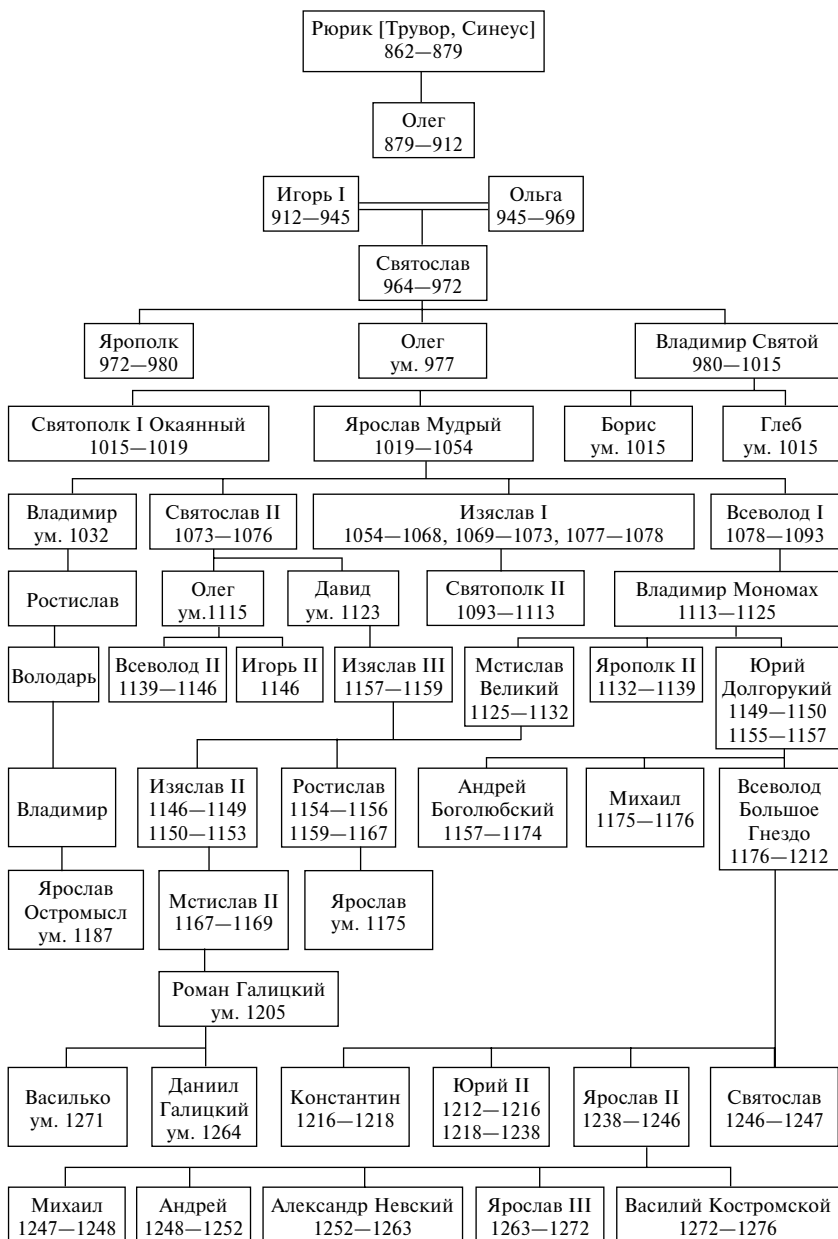 Рюрик [Трувор, Синеус]
862—879
Олег
879—912
Игорь I
912—945
Ольга
945—969
Святослав
964—972
Ярополк
972—980
Олег
ум. 977
Владимир Святой
980—1015
Святополк I Окаянный
1015—1019
Ярослав Мудрый
1019—1054
Борис
ум. 1015
Глеб
ум. 1015
Владимир
ум. 1032
Святослав II
1073—1076
Изяслав I
1054—1068, 1069—1073, 1077—1078
Всеволод I
1078—1093
Ростислав
Олег
ум.1115
Давид
ум. 1123
Святополк II
1093—1113
Владимир Мономах
1113—1125
Володарь
Всеволод II
1139—1146
Игорь II
1146
Изяслав III
1157—1159
Мстислав
Великий
1125—1132
Ярополк II
1132—1139
Юрий
Долгорукий
1149—1150
1155—1157
Владимир
Изяслав II
1146—1149
1150—1153
Ростислав
1154—1156
1159—1167
Андрей
Боголюбский
1157—1174
Михаил
1175—1176
Всеволод
Большое
Гнездо
1176—1212
Ярослав
Остромысл
ум. 1187
Мстислав II
1167—1169
Ярослав
ум. 1175
Роман Галицкий
ум. 1205
Василько
ум. 1271
Даниил
Галицкий
ум. 1264
Константин
1216—1218
Юрий II
1212—1216
1218—1238
Ярослав II
1238—1246
Святослав
1246—1247
Михаил
1247—1248
Андрей
1248—1252
Александр Невский
1252—1263
Ярослав III
1263—1272
Василий Костромской
1272—1276